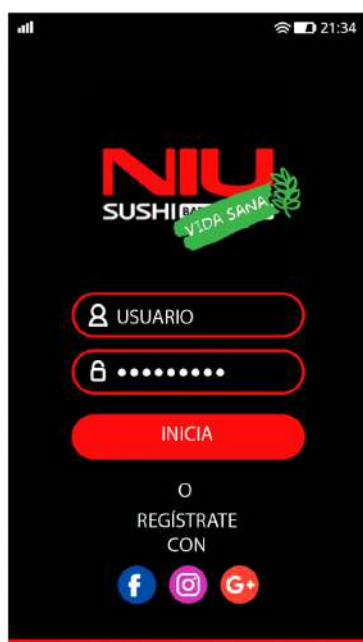 21:34
NIU
SUSHI
VIDA SANA
USUARIO
INICIA
O
REGÍSTRATE
CON
f
G+